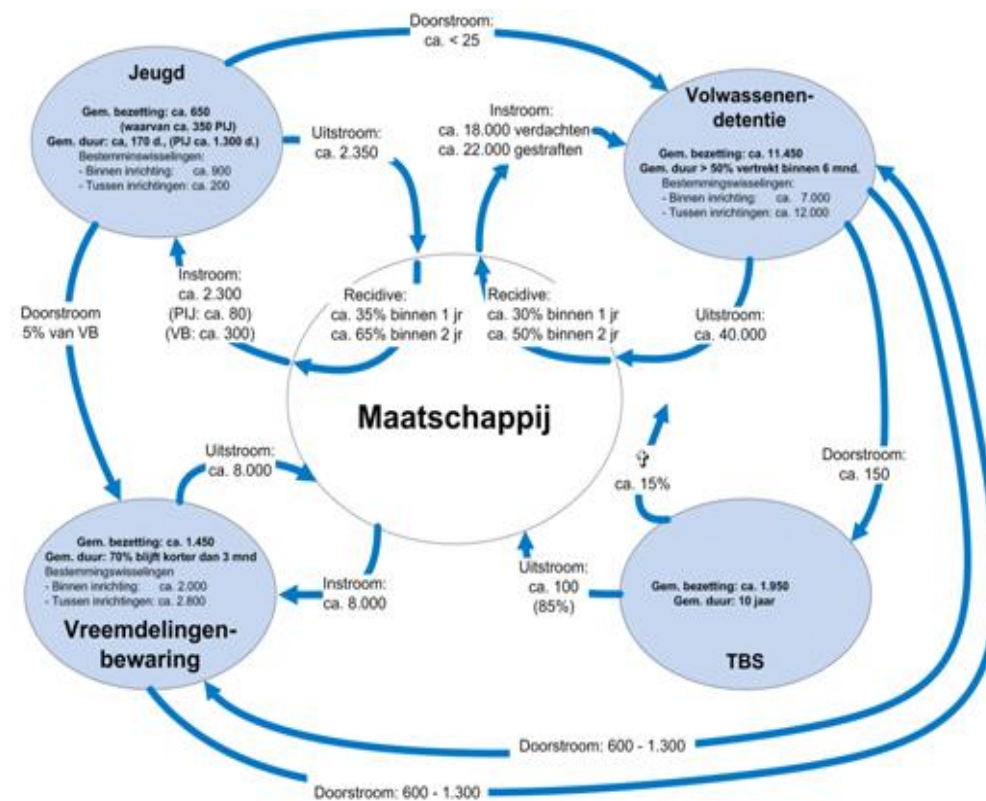 Doorstroom:
ca. < 25
Jeugd
Gem. bezetting: ca. 650
(waarvan ca. 350 PIJ)
Gem. duur: ca, 170 d., (PIJ ca. 1.300 d.)
Bestemminswisselingen:
- Binnen inrichting: ca. 900
- Tussen inrichtingen: ca. 200
Uitstroom:
ca. 2.350
Instroom:
ca. 18.000 verdachten
ca. 22.000 gestraften
Volwassenen-
detentie
Gem. bezetting: ca. 11.450
Gem. duur > 50% vertrekt binnen 6 mnd.
Bestemmingswisselingen:
- Binnen inrichting: ca. 7.000
- Tussen inrichtingen: ca. 12.000
Doorstroom
5% van VB
Instroom:
ca. 2.300
(PIJ: ca. 80)
(VB: ca. 300)
Recidive:
ca. 35% binnen 1 jr
ca. 65% binnen 2 jr
Recidive:
ca. 30% binnen 1 jr
ca. 50% binnen 2 jr
Uitstroom:
ca. 40.000
Maatschappij
Uitstroom:
ca. 8.000
✞
ca. 15%
Doorstroom:
ca. 150
Gem. bezetting: ca. 1.450
Gem. duur: 70% blijft korter dan 3 mnd
Bestemmingswisselingen
- Binnen inrichting: ca. 2.000
- Tussen inrichtingen: ca. 2.800
Vreemdelingen-
bewaring
Instroom:
ca. 8.000
Uitstroom:
ca. 100
(85%)
Gem. bezetting: ca. 1.950
Gem. duur: 10 jaar
TBS
Doorstroom: 600 - 1.300
Doorstroom: 600 - 1.300